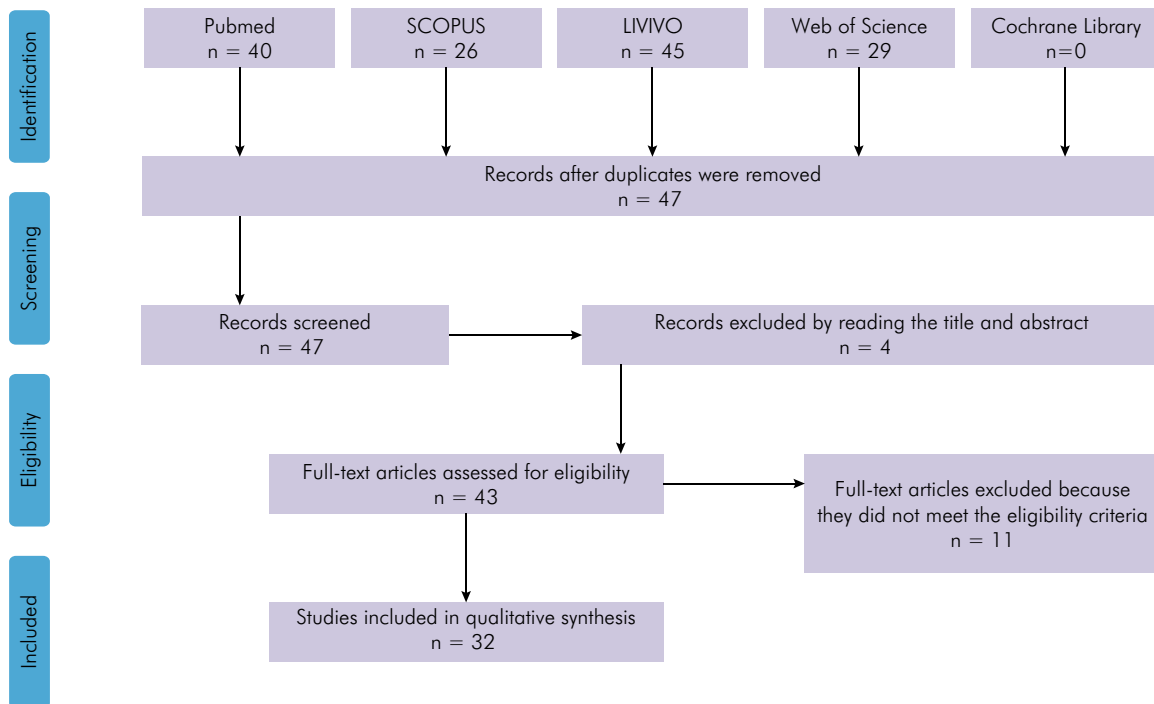 Identification
Pubmed
n = 40
SCOPUS
n = 26
LIVIVO
n = 45
Web of Science
n = 29
Cochrane Library
n=0
Records after duplicates were removed
n = 47
Screening
Records screened
n = 47
Records excluded by reading the title and abstract
n = 4
Eligibility
Full-text articles assessed for eligibility
n = 43
Full-text articles excluded because
they did not meet the eligibility criteria
n = 11
Included
Studies included in qualitative synthesis
n = 32